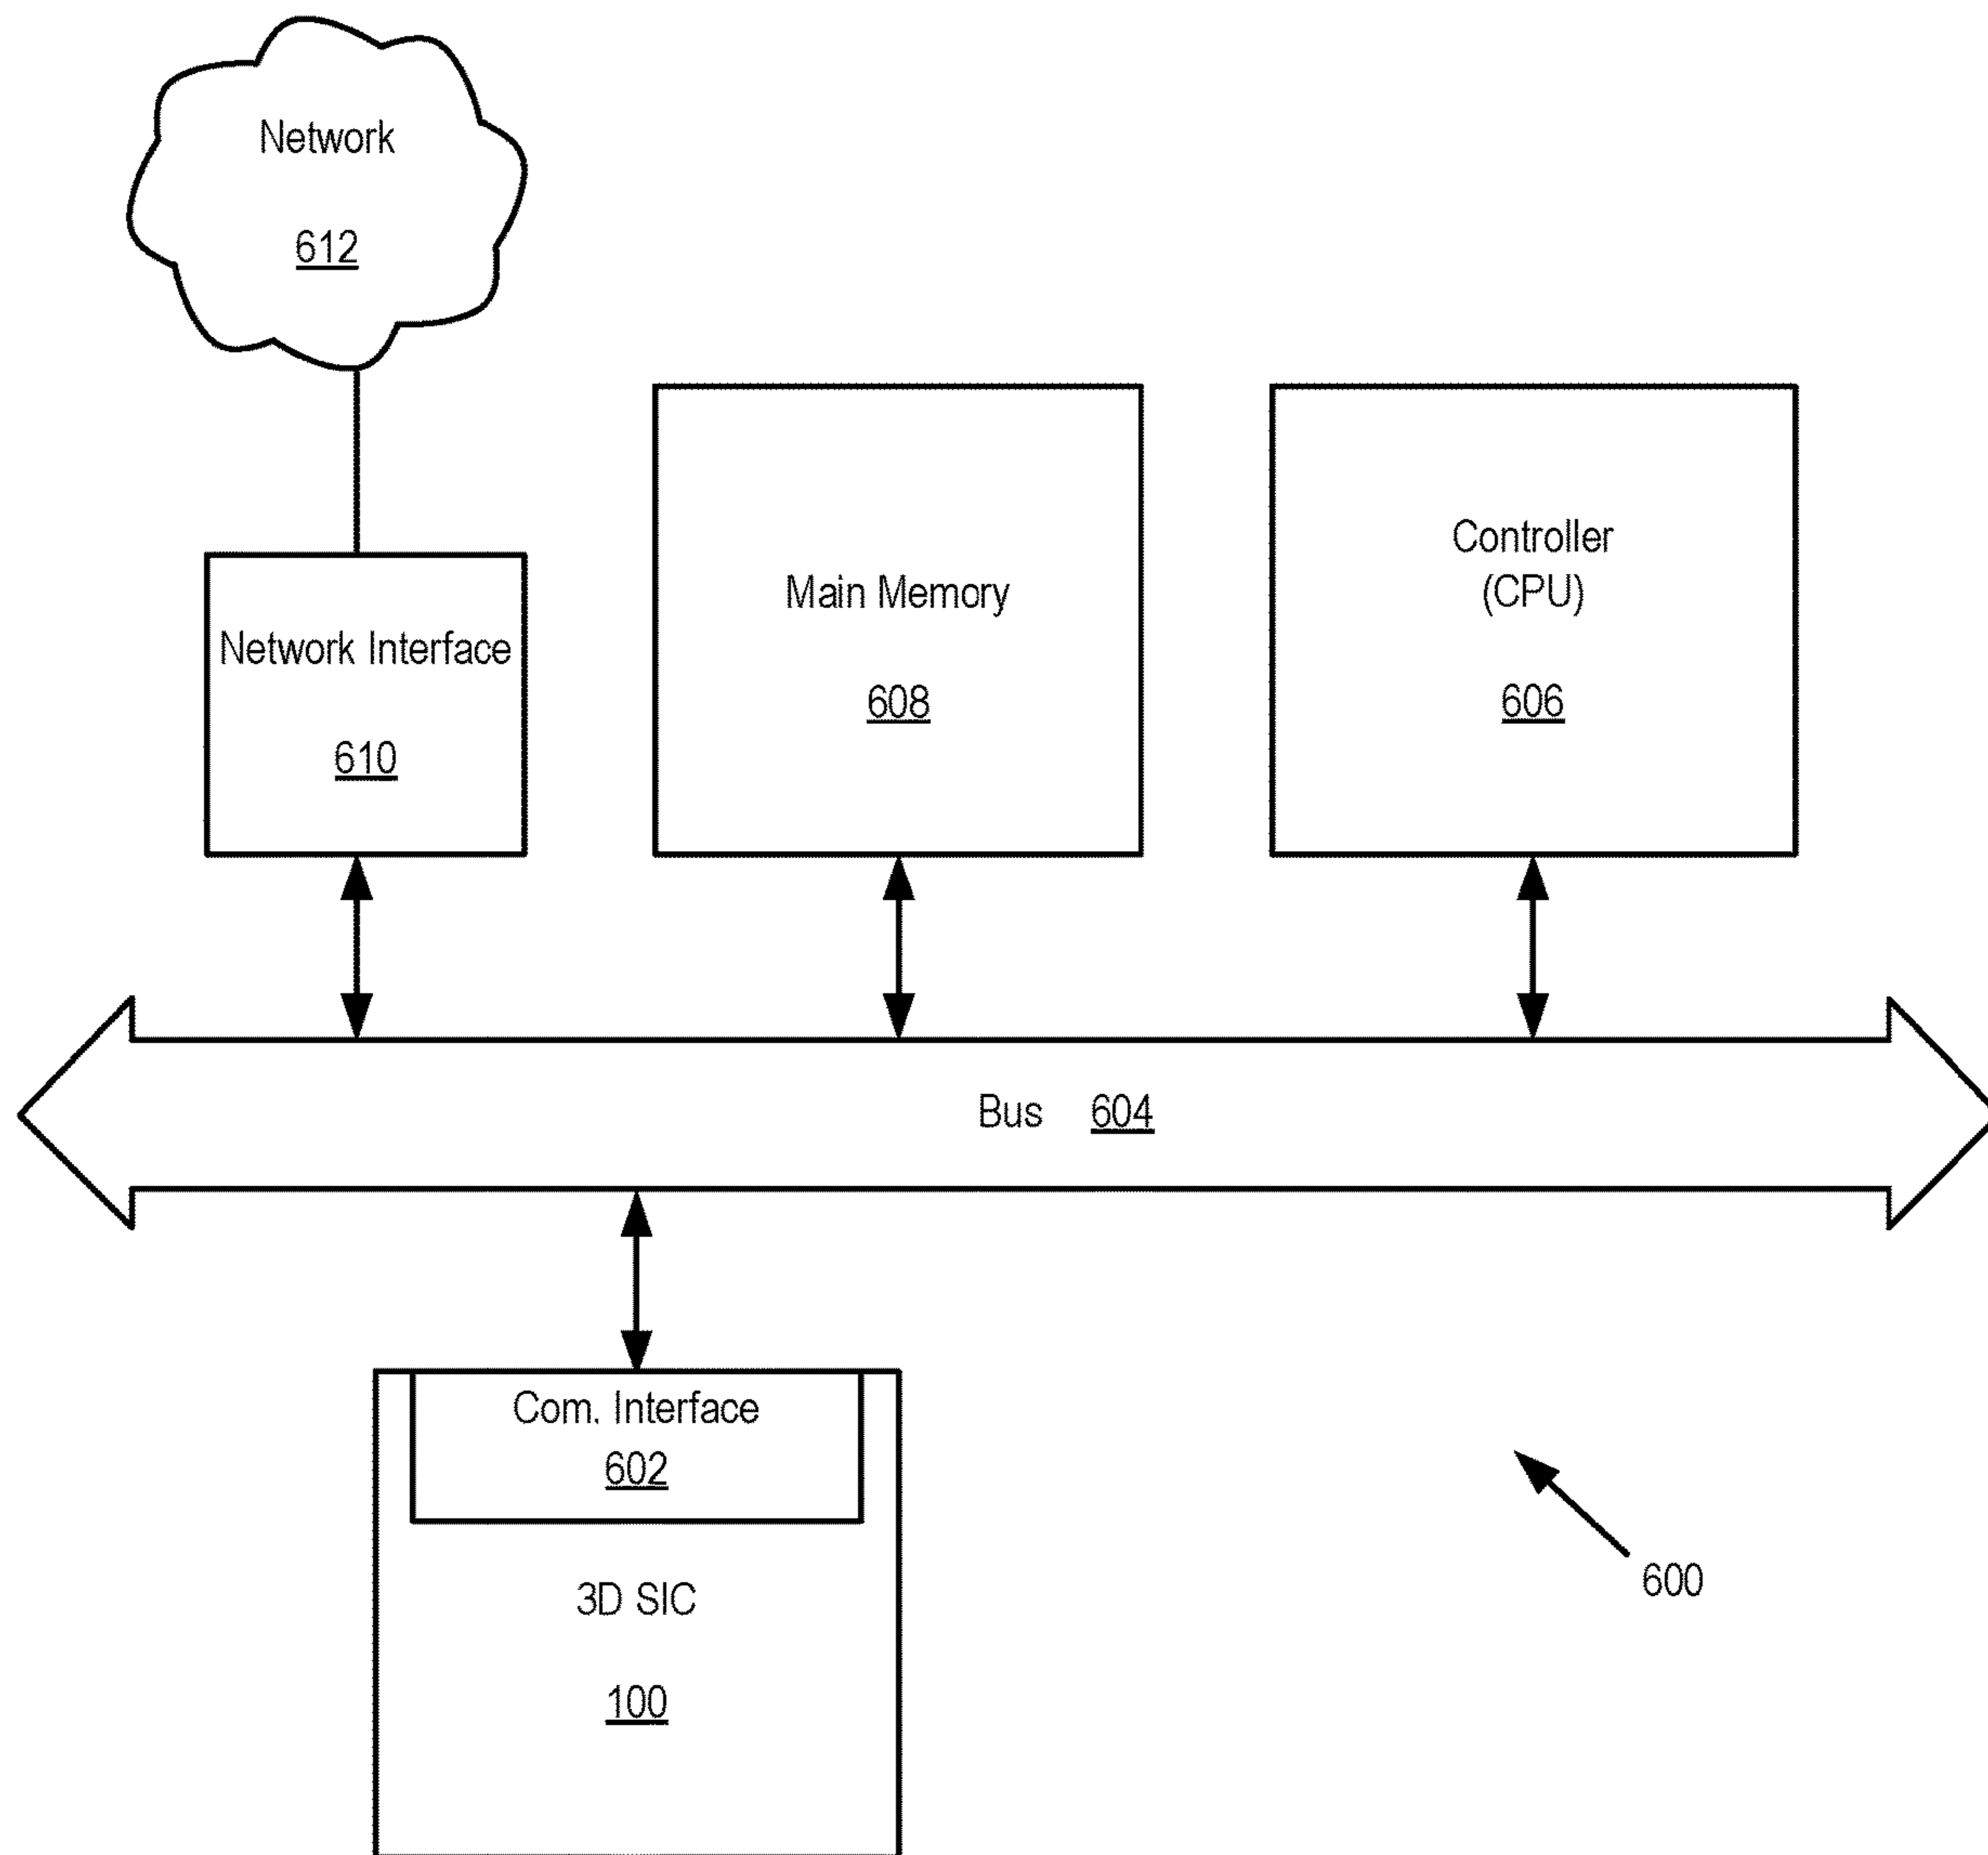 Network
612
Network Interface
610
Main Memory
608
Controller
(CPU)
606
Bus 604
Com. Interface
602
3D SIC
100
600